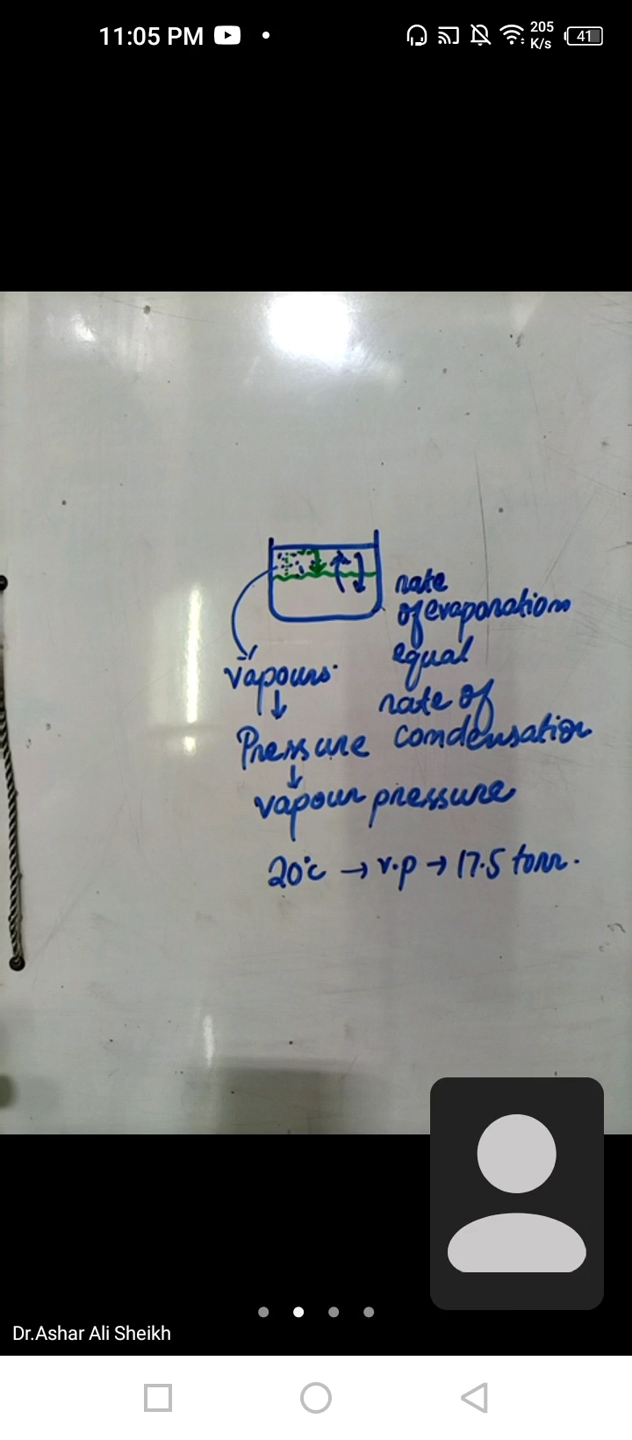 11:05 PM
205
K/s
41
rate
of evaporation
equal
rate of
condensation
vapours.
↓
Pressure
↓
vapour pressure
20°c → v.p → 17.5 torr.
Dr.Ashar Ali Sheikh